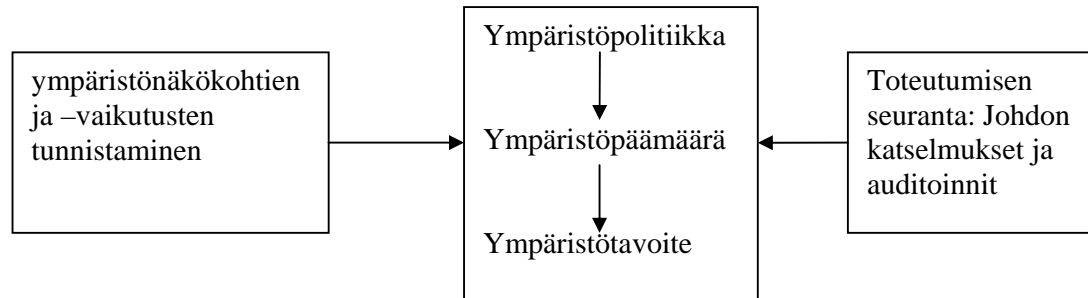 ympäristönäkökohtien
ja –vaikutusten
tunnistaminen
Ympäristöpolitiikka
Ympäristöpäämäärä
Ympäristötavoite
Toteutumisen
seuranta: Johdon
katselmukset ja
auditoinnit